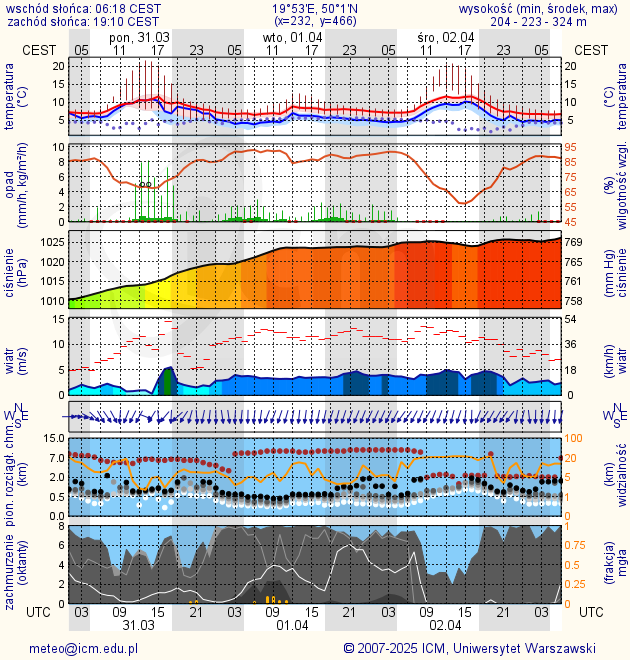 wschód słońca: 06:18 CEST 19°53'E, 50°1'N wysokość (min, środek, max)
zachód słońca: 19:10 CEST (x=232, y=466) 204 - 223 - 324 m
pon, 31.03 wto, 01.04 śro, 02.04
CEST 05 11 17 23 05 11 17 23 05 11 17 23 05 CEST
temperatura (°C) 20 15 10 5 20 15 10 5 (°C) temperatura
opad (mm/h, kg/m²/h) 10 8 6 4 2 0 95 85 75 65 55 45 (%) wilgotność wzgl.
ciśnienie (hPa) 1025 1020 1015 1010 769 765 761 758 (mm Hg) ciśnienie
wiatr (m/s) 15 10 5 0 54 36 18 0 (km/h) wiatr
N W E S N W E S
pion. rozciągł. chm. (km) 15.0 7.0 2.0 0.5 0.0 100 20 5 1 0 (km) widzialność
zachmurzenie (oktanty) 8 6 4 2 0 1 0.75 0.5 0.25 0 (frakcja) mgła
UTC 03 09 15 21 03 09 15 21 03 09 15 21 03 UTC
31.03 01.04 02.04
meteo@icm.edu.pl © 2007-2025 ICM, Uniwersytet Warszawski